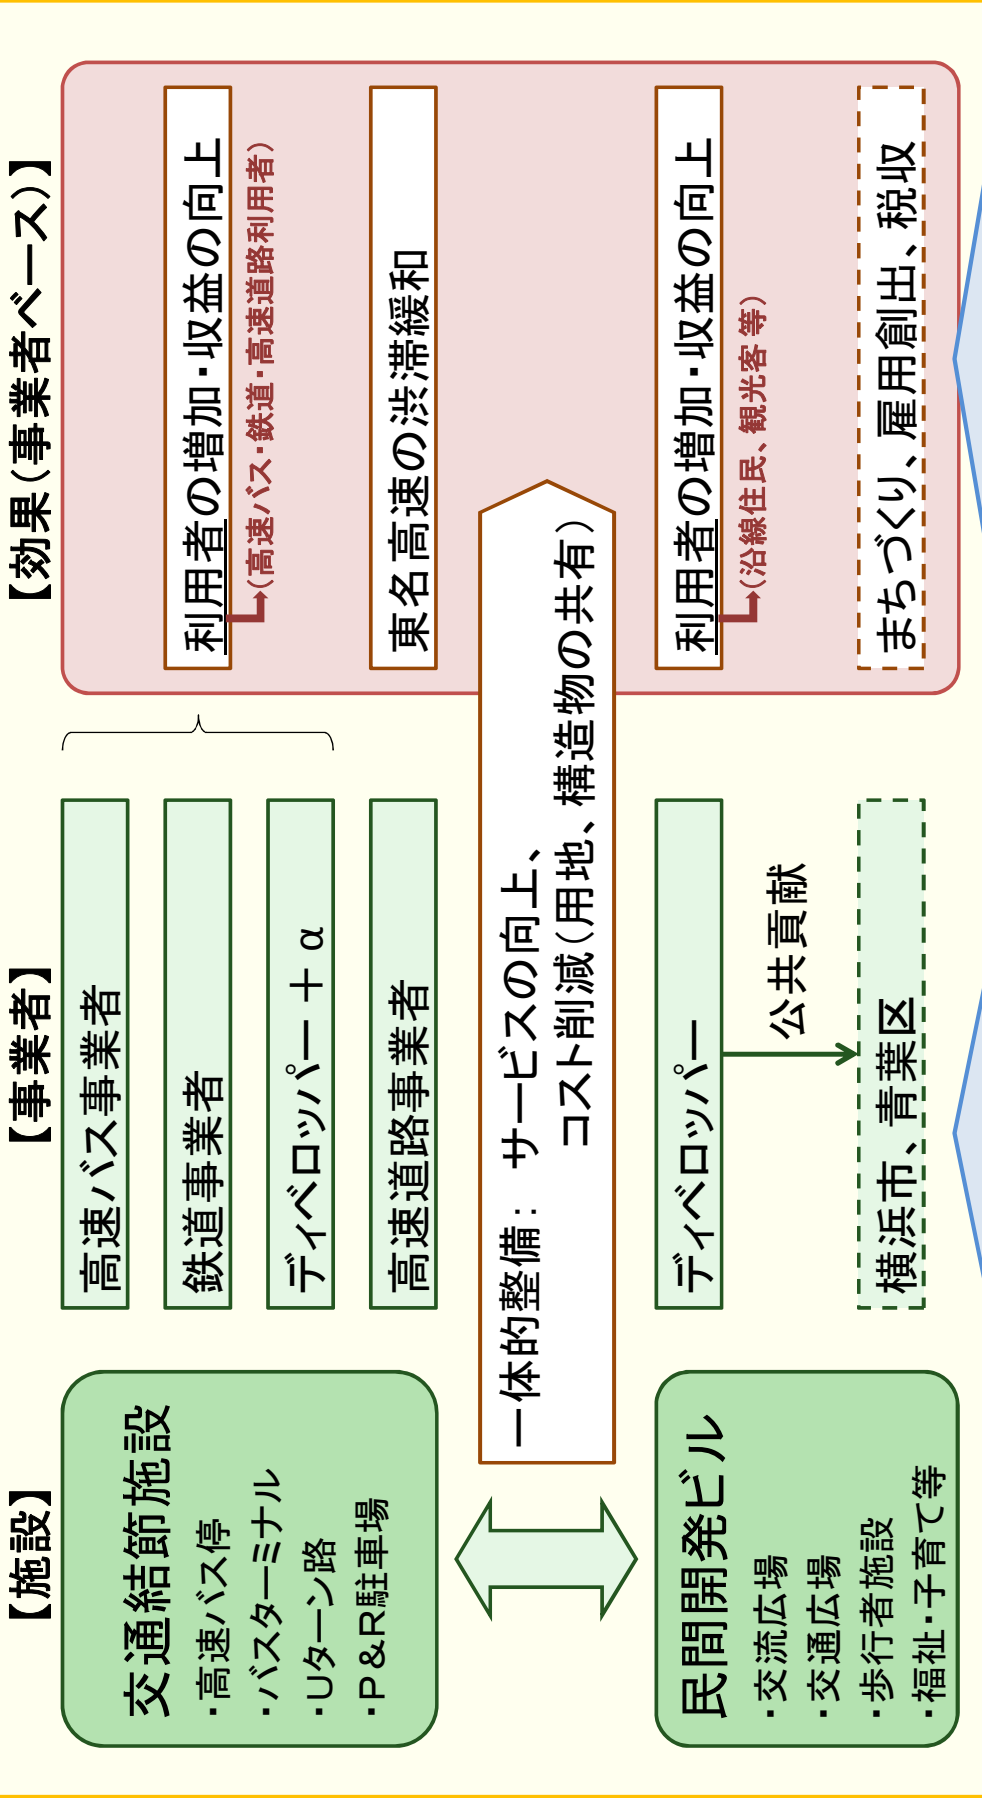 【施設】
【事業者】
【効果(事業者ベース)】
交通結節施設
・高速バス停
・バスターミナル
・Uターン路
・P&R駐車場
高速バス事業者
鉄道事業者
ディベロッパー+α
高速道路事業者
利用者の増加・収益の向上
(高速バス・鉄道・高速道路利用者)
東名高速の渋滞緩和
一体的整備: サービスの向上、
コスト削減(用地、構造物の共有)
民間開発ビル
・交流広場
・交通広場
・歩行者施設
・福祉・子育て等
ディベロッパー
公共貢献
横浜市、青葉区
利用者の増加・収益の向上
(沿線住民、観光客等)
まちづくり、雇用創出、税収